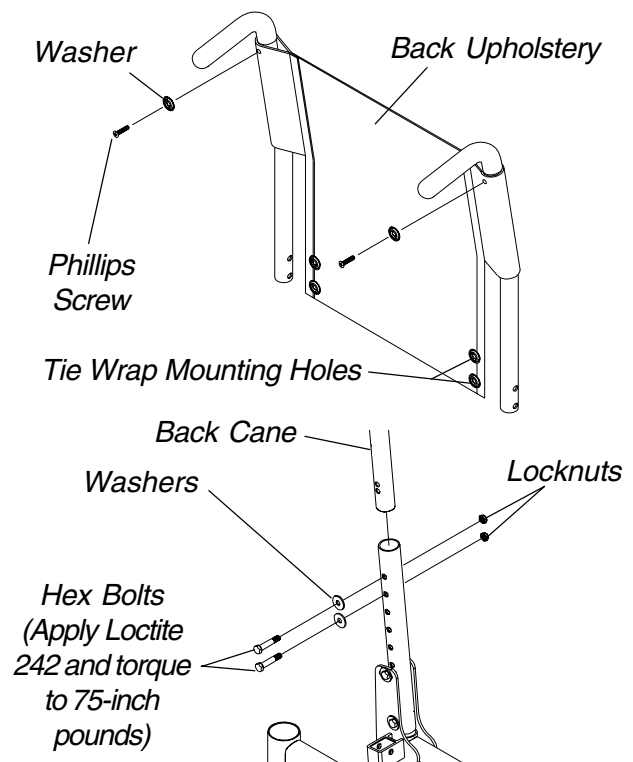 Washer
Back Upholstery
Phillips
Screw
Tie Wrap Mounting Holes
Back Cane
Washers
Locknuts
Hex Bolts
(Apply Loctite
242 and torque
to 75-inch
pounds)